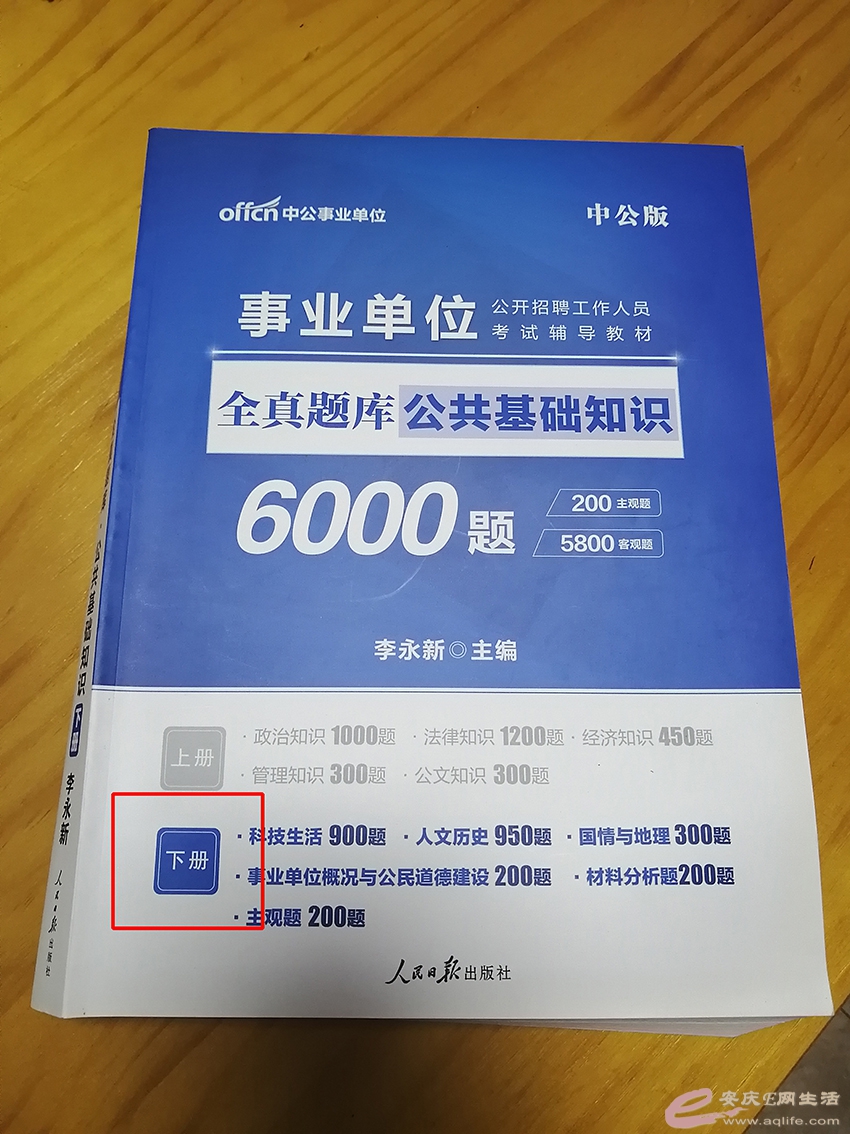 offcn中公事业单位
中公版
事业单位 公开招聘工作人员
考试辅导教材
全真题库 公共基础知识
6000题
200 主观题
5800 客观题
李永新◎主编
上册
·政治知识 1000题 ·法律知识 1200题 ·经济知识 450题
·管理知识 300题 ·公文知识 300题
下册
·科技生活 900题 ·人文历史 950题 ·国情与地理 300题
·事业单位概况与公民道德建设 200题 ·材料分析题200题
·主观题 200题
人民日报出版社
公共基础知识 下册 李永新 人民日报出版社
安庆E网生活
www.aqlife.com